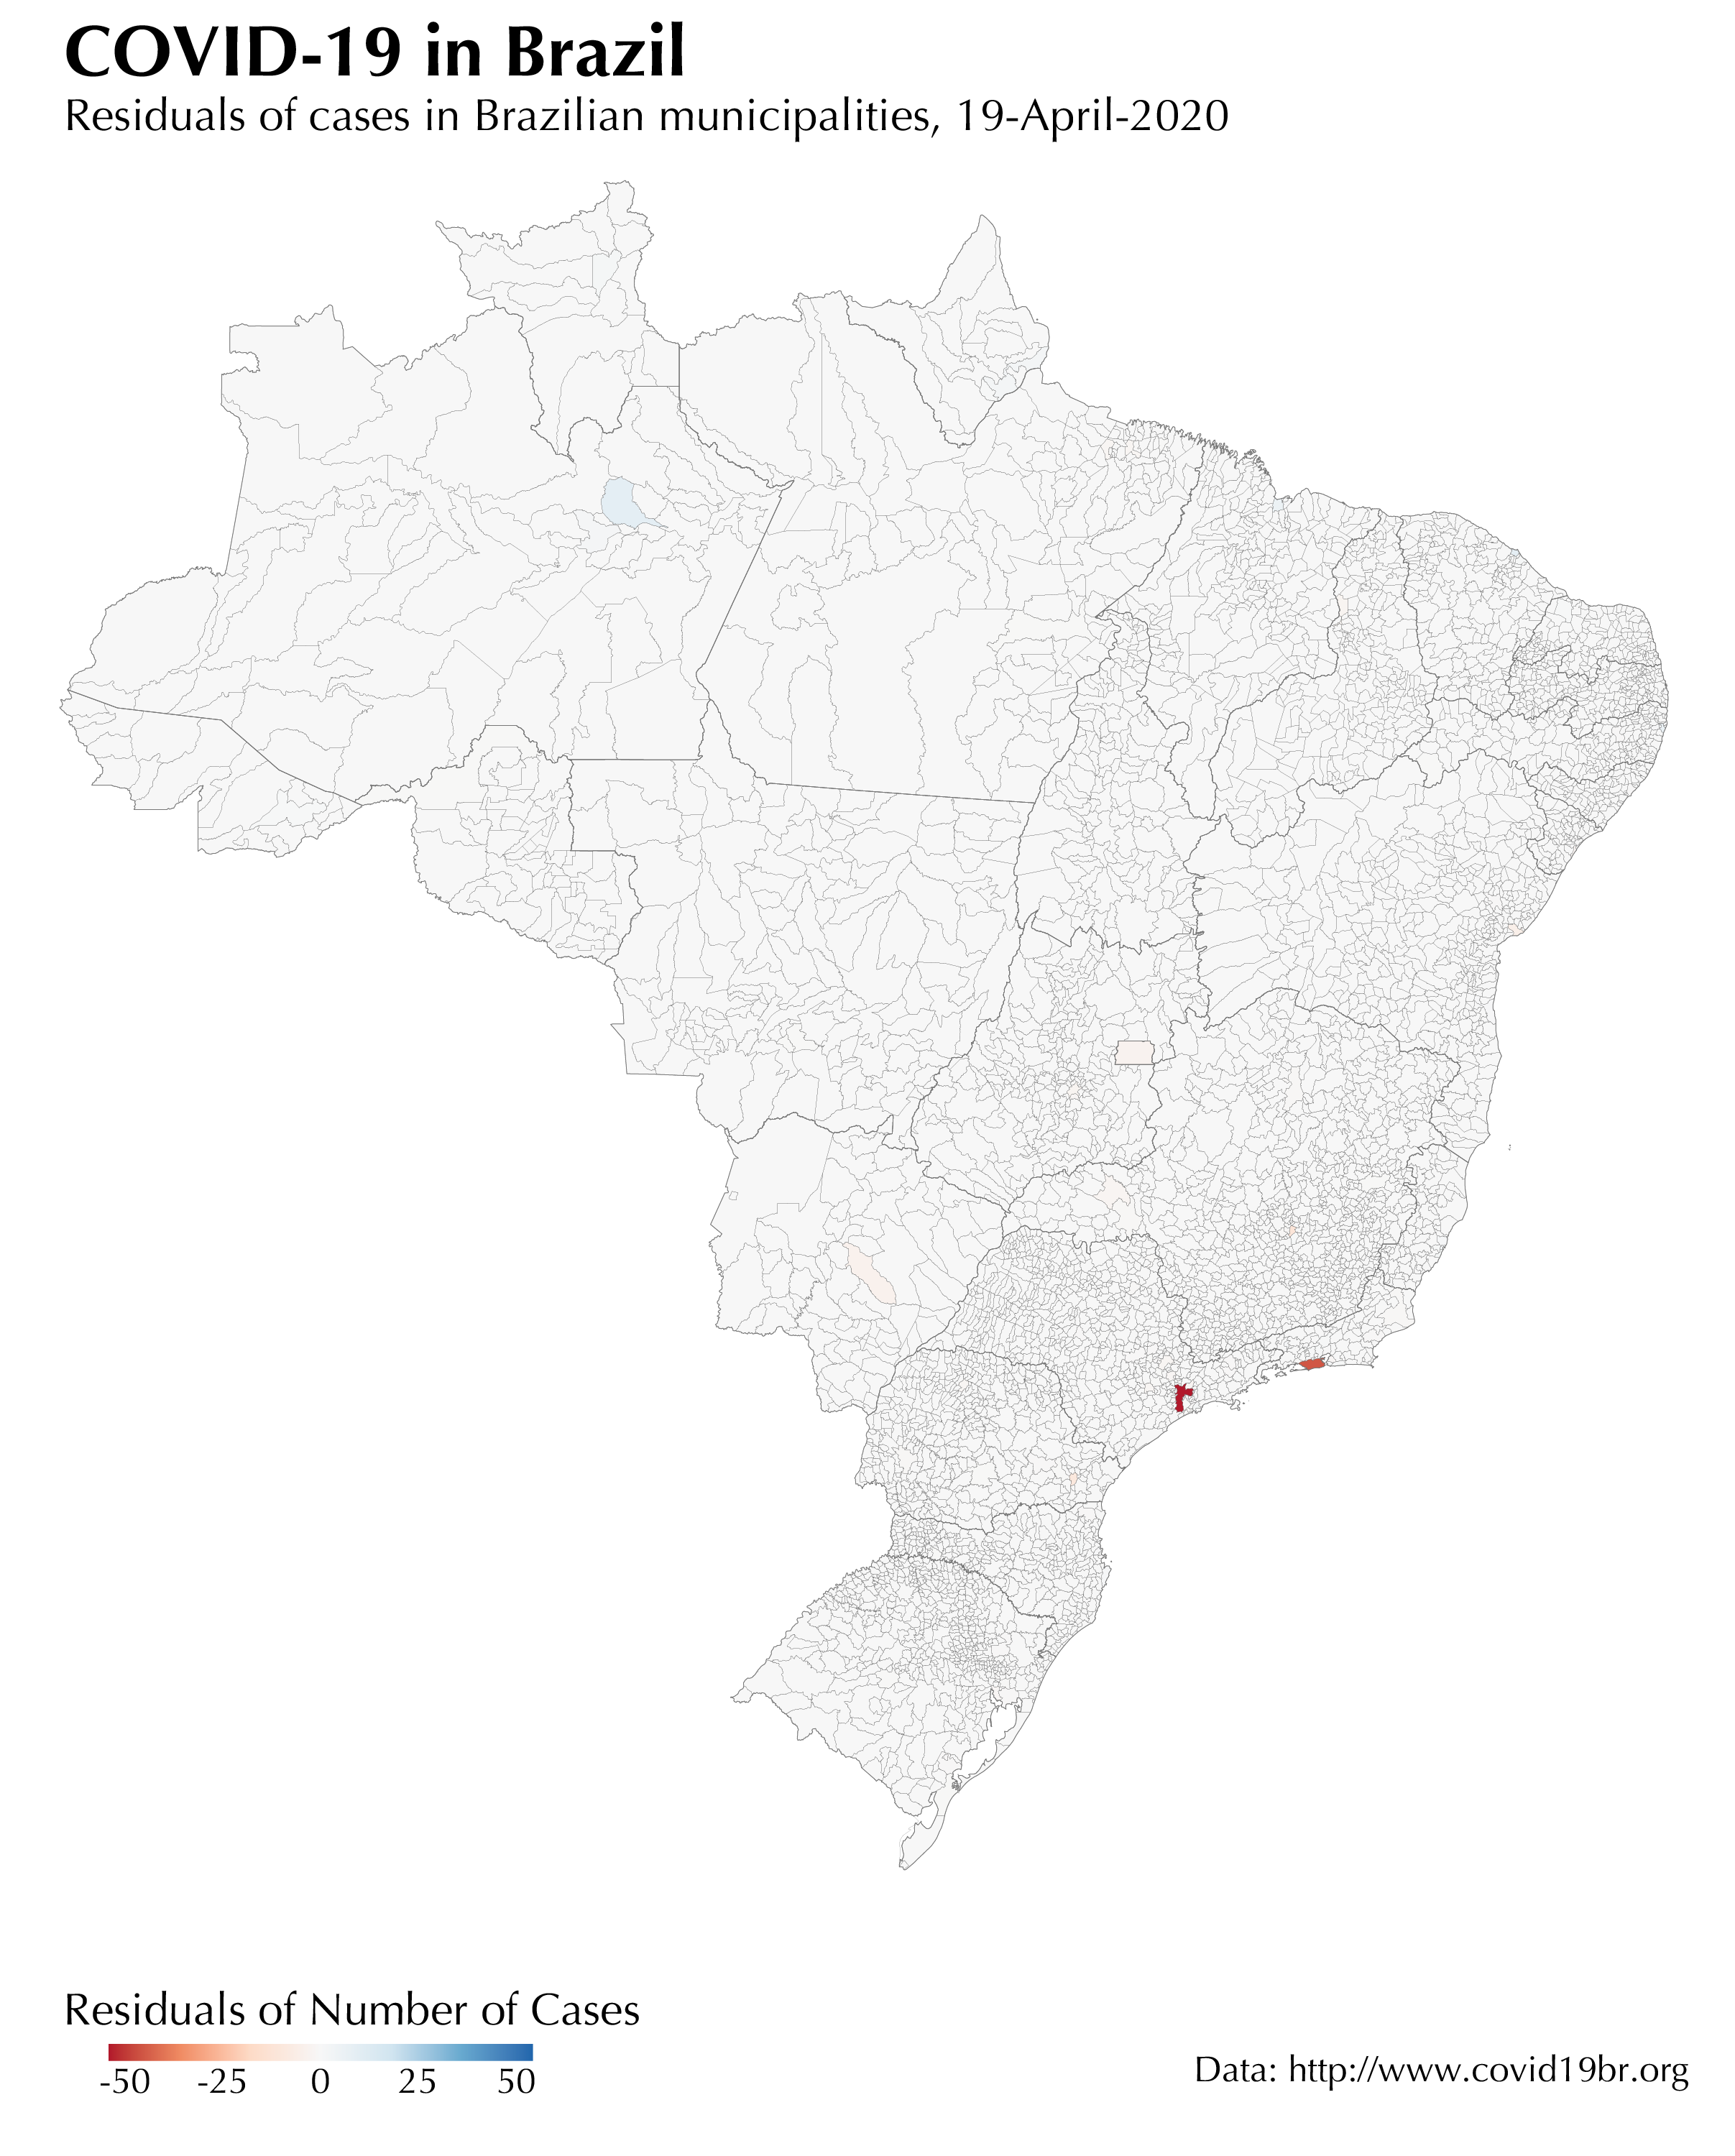 COVID-19 in Brazil
Residuals of cases in Brazilian municipalities, 19-April-2020
Residuals of Number of Cases
-50 -25 0 25 50
Data: http://www.covid19br.org